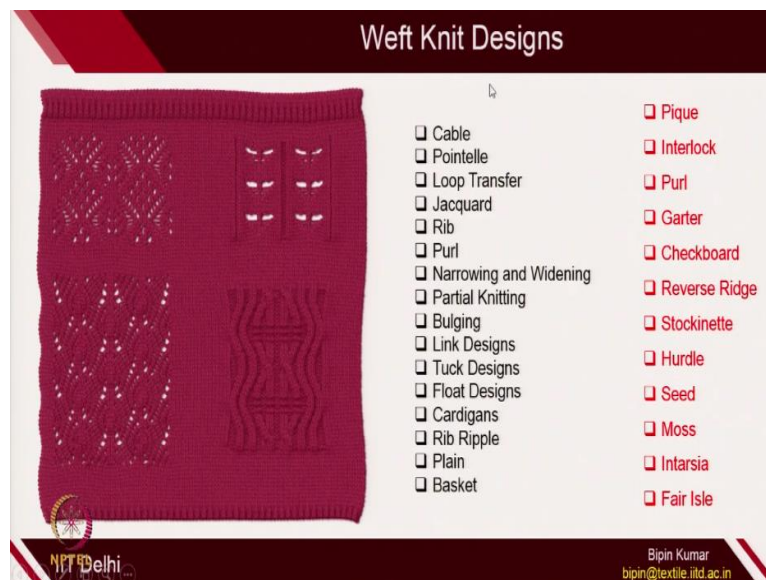 Weft Knit Designs
Cable
Pointelle
Loop Transfer
Jacquard
Rib
Purl
Narrowing and Widening
Partial Knitting
Bulging
Link Designs
Tuck Designs
Float Designs
Cardigans
Rib Ripple
Plain
Basket
Pique
Interlock
Purl
Garter
Checkboard
Reverse Ridge
Stockinette
Hurdle
Seed
Moss
Intarsia
Fair Isle
NPTEL
IIT Delhi
Bipin Kumar
bipin@textile.iitd.ac.in